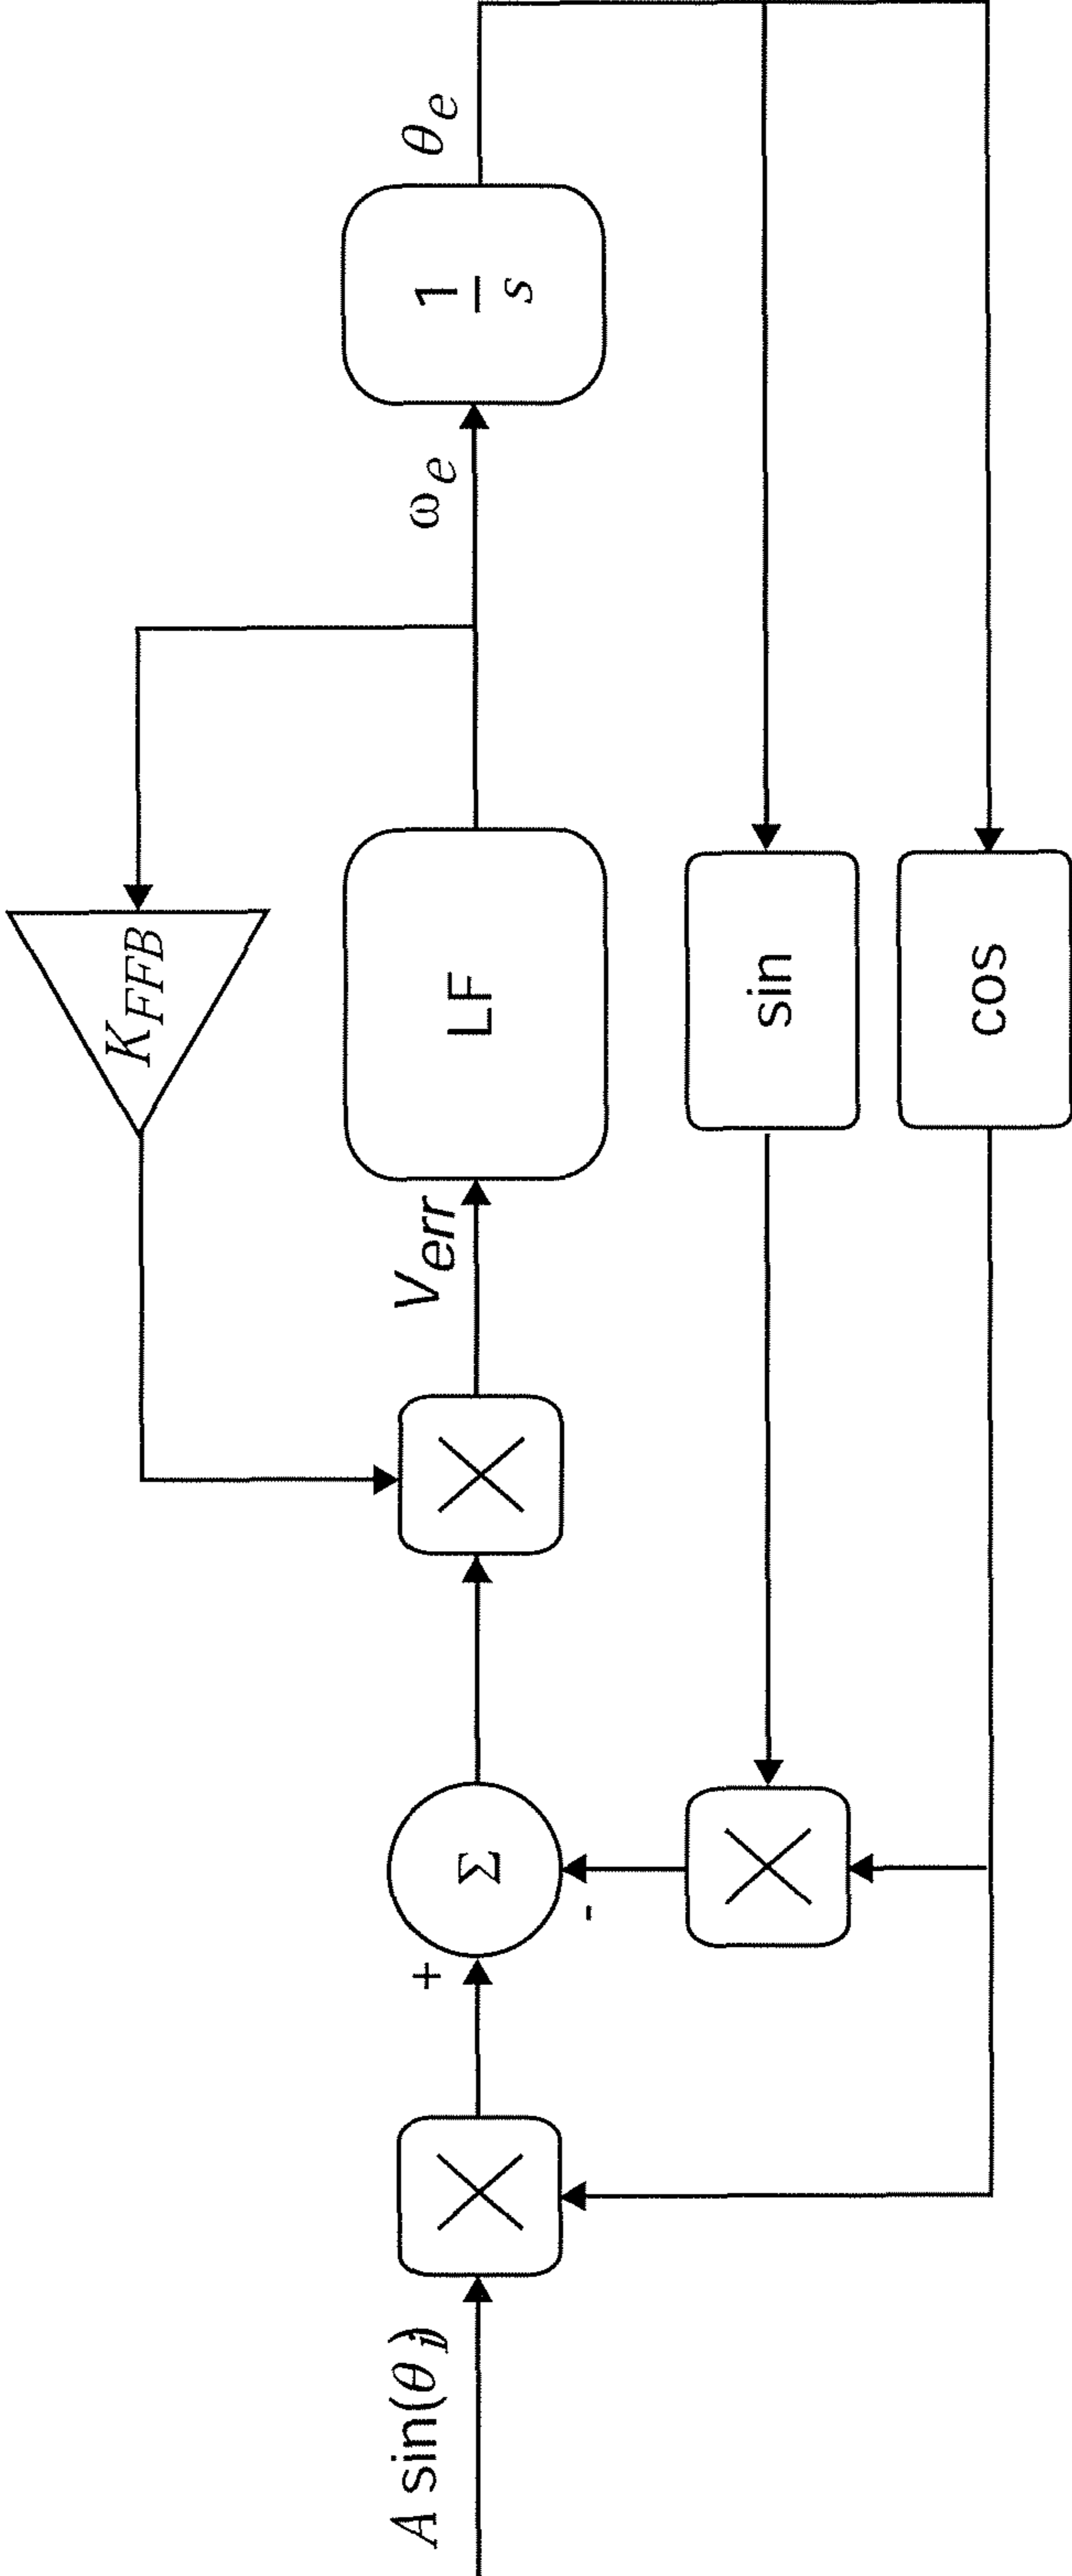 A sin(θi)
+
-
Σ
Verr
KFFB
LF
ωe
1
s
θe
sin
cos